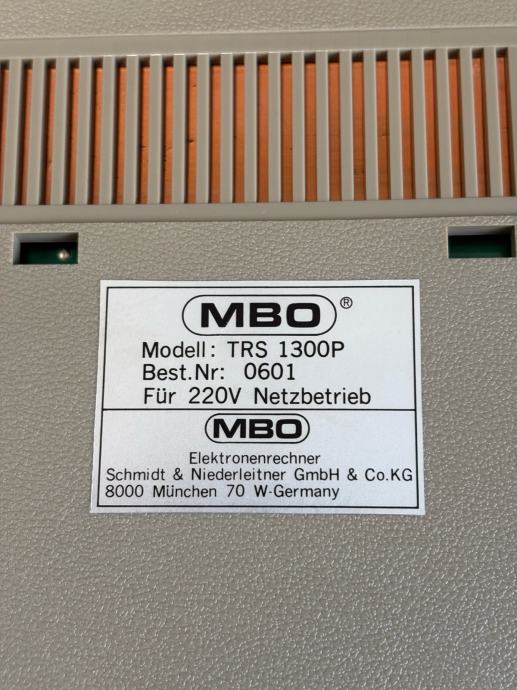 MBO®
Modell: TRS 1300P
Best.Nr: 0601
Für 220V Netzbetrieb
MBO
Elektronenrechner
Schmidt & Niederleitner GmbH & Co.KG
8000 München 70 W-Germany